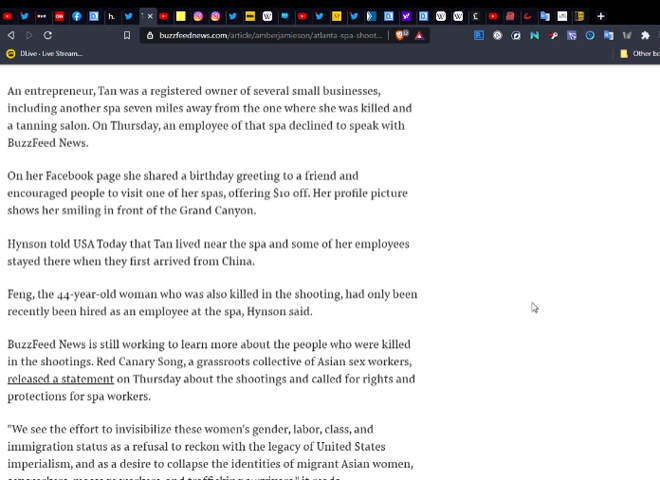 buzzfeednews.com/article/amberjamieson/atlanta-spa-shoot...
DLive - Live Stream...
Other bo
An entrepreneur, Tan was a registered owner of several small businesses,
including another spa seven miles away from the one where she was killed and
a tanning salon. On Thursday, an employee of that spa declined to speak with
BuzzFeed News.
On her Facebook page she shared a birthday greeting to a friend and
encouraged people to visit one of her spas, offering $10 off. Her profile picture
shows her smiling in front of the Grand Canyon.
Hynson told USA Today that Tan lived near the spa and some of her employees
stayed there when they first arrived from China.
Feng, the 44-year-old woman who was also killed in the shooting, had only been
recently been hired as an employee at the spa, Hynson said.
BuzzFeed News is still working to learn more about the people who were killed
in the shootings. Red Canary Song, a grassroots collective of Asian sex workers,
released a statement on Thursday about the shootings and called for rights and
protections for spa workers.
"We see the effort to invisibilize these women's gender, labor, class, and
immigration status as a refusal to reckon with the legacy of United States
imperialism, and as a desire to collapse the identities of migrant Asian women,